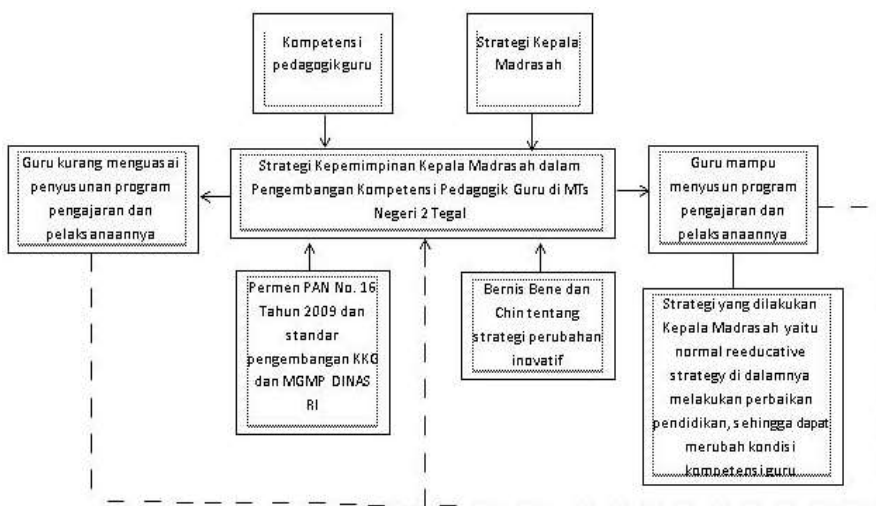 Kompetensi
pedagogikguru
Strategi Kepala
Madrasah
Guru kurang menguasai
penyusunan program
pengajaran dan
pelaksanaannya
Strategi Kepemimpinan Kepala Madrasah dalam
Pengembangan Kompetensi Pedagogik Guru di MTs
Negeri 2 Tegal
Guru mampu
menyusun program
pengajaran dan
pelaksanaannya
Permen PAN No. 16
Tahun 2009 dan
standar
pengembangan KKG
dan MGMP DINAS
RI
Bernis Bene dan
Chin tentang
strategi perubahan
inovatif
Strategi yang dilakukan
Kepala Madrasah yaitu
normal reeducative
strategy di dalamnya
melakukan perbaikan
pendidikan, sehingga dapat
merubah kondisi
kompetensi guru